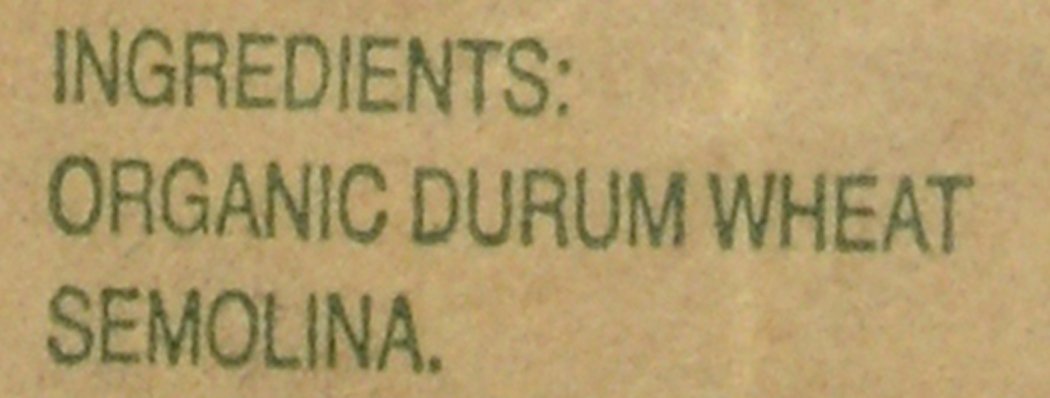 INGREDIENTS:
ORGANIC DURUM WHEAT
SEMOLINA.